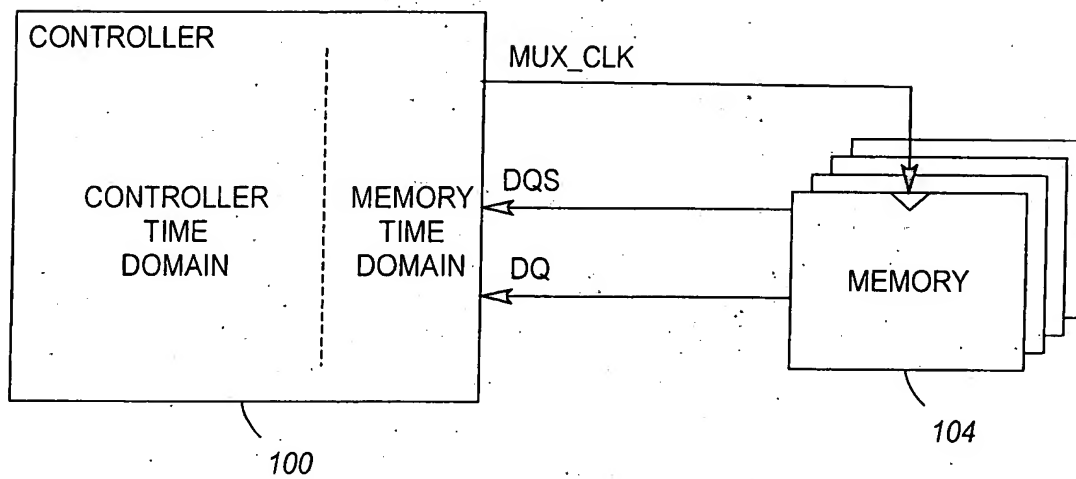 CONTROLLER
MUX_CLK
CONTROLLER
TIME
DOMAIN
MEMORY
TIME
DOMAIN
DQS
DQ
MEMORY
100
104